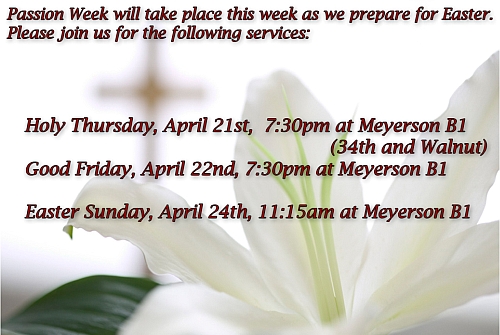 Passion Week will take place this week as we prepare for Easter.
Please join us for the following services:
Holy Thursday, April 21st,  7:30pm at Meyerson B1
(34th and Walnut)
Good Friday, April 22nd, 7:30pm at Meyerson B1
Easter Sunday, April 24th, 11:15am at Meyerson B1